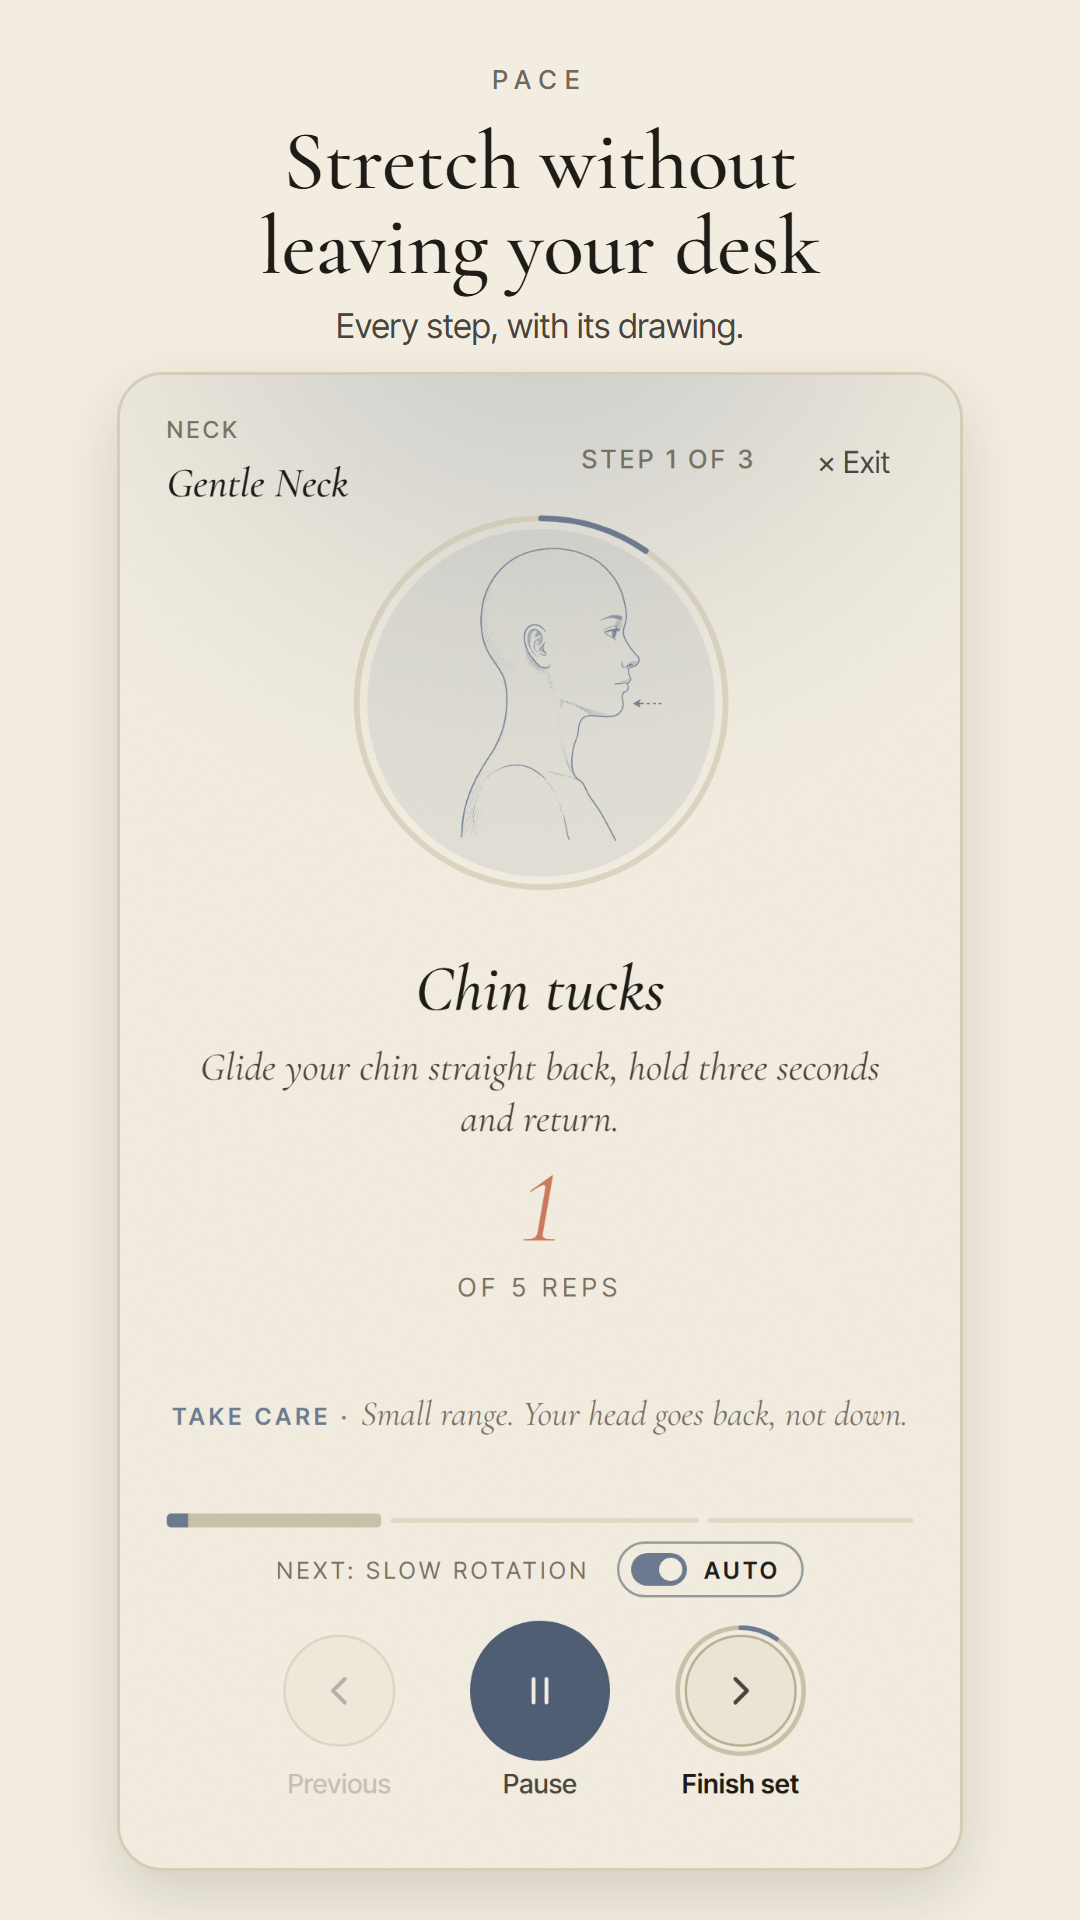 PACE
Stretch without
leaving your desk
Every step, with its drawing.
NECK
Gentle Neck
STEP 1 OF 3
× Exit
Chin tucks
Glide your chin straight back, hold three seconds
and return.
1
OF 5 REPS
TAKE CARE · Small range. Your head goes back, not down.
NEXT: SLOW ROTATION
AUTO
Previous
Pause
Finish set